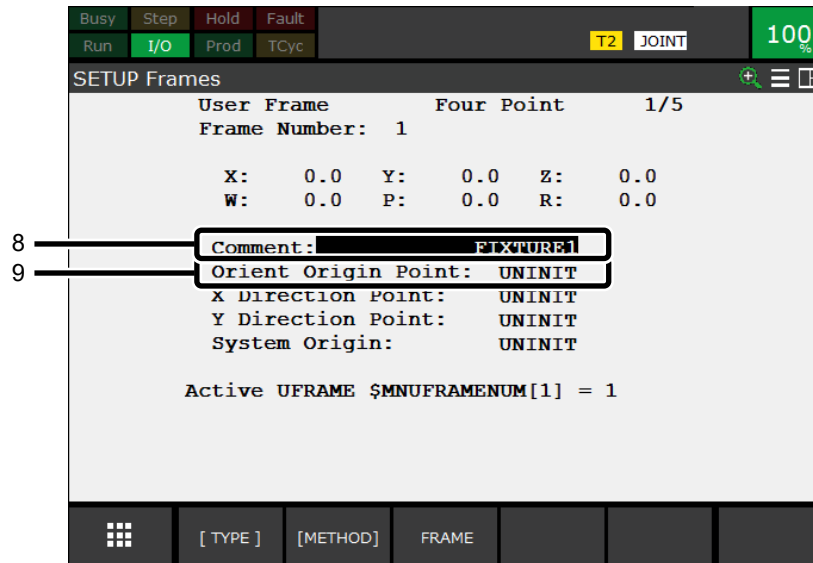 Busy Step Hold Fault
Run I/O Prod TCyc T2 JOINT 100%
SETUP Frames
User Frame Four Point 1/5
Frame Number: 1
X: 0.0 Y: 0.0 Z: 0.0
W: 0.0 P: 0.0 R: 0.0
8 Comment: FIXTURE1
9 Orient Origin Point: UNINIT
X Direction Point: UNINIT
Y Direction Point: UNINIT
System Origin: UNINIT
Active UFRAME $MNUFRAMENUM[1] = 1
[ TYPE ] [METHOD] FRAME